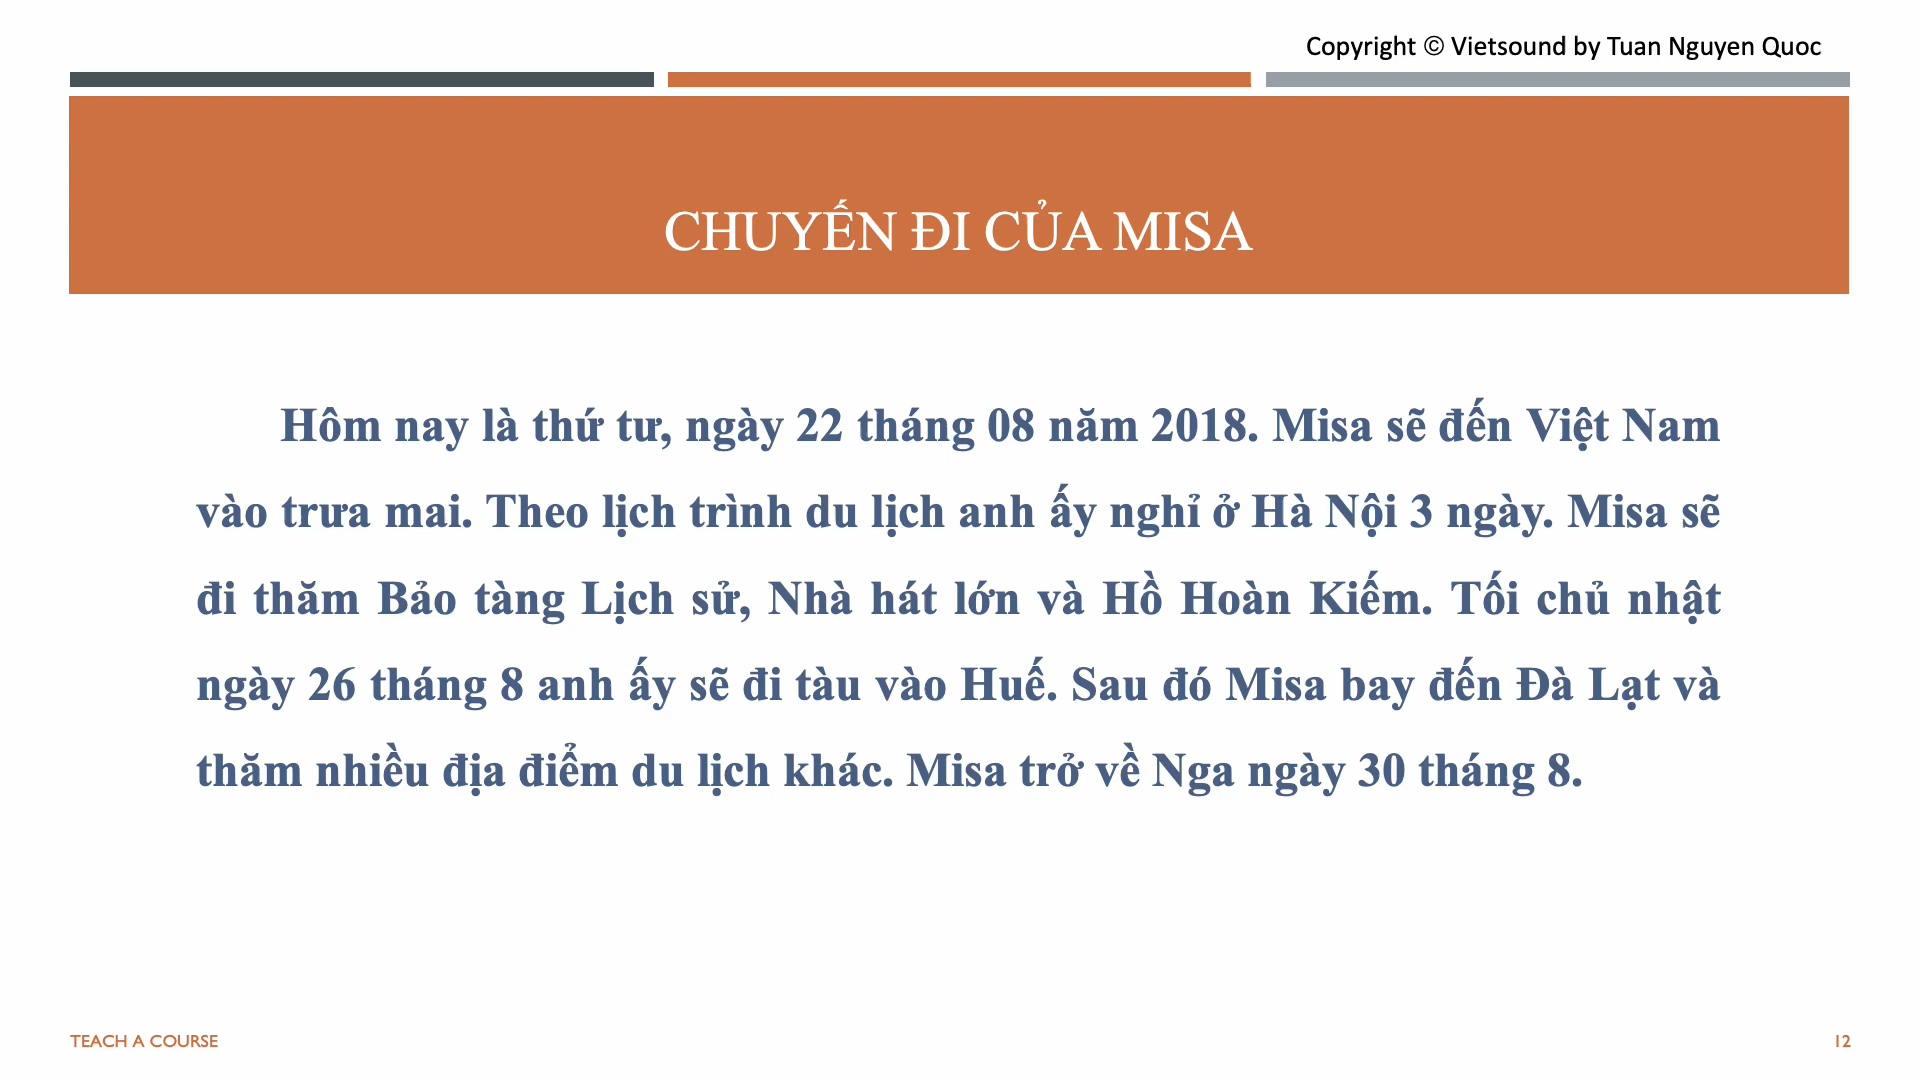 Copyright © Vietsound by Tuan Nguyen Quoc
CHUYẾN ĐI CỦA MISA
Hôm nay là thứ tư, ngày 22 tháng 08 năm 2018. Misa sẽ đến Việt Nam
vào trưa mai. Theo lịch trình du lịch anh ấy nghỉ ở Hà Nội 3 ngày. Misa sẽ
đi thăm Bảo tàng Lịch sử, Nhà hát lớn và Hồ Hoàn Kiếm. Tối chủ nhật
ngày 26 tháng 8 anh ấy sẽ đi tàu vào Huế. Sau đó Misa bay đến Đà Lạt và
thăm nhiều địa điểm du lịch khác. Misa trở về Nga ngày 30 tháng 8.
TEACH A COURSE
12